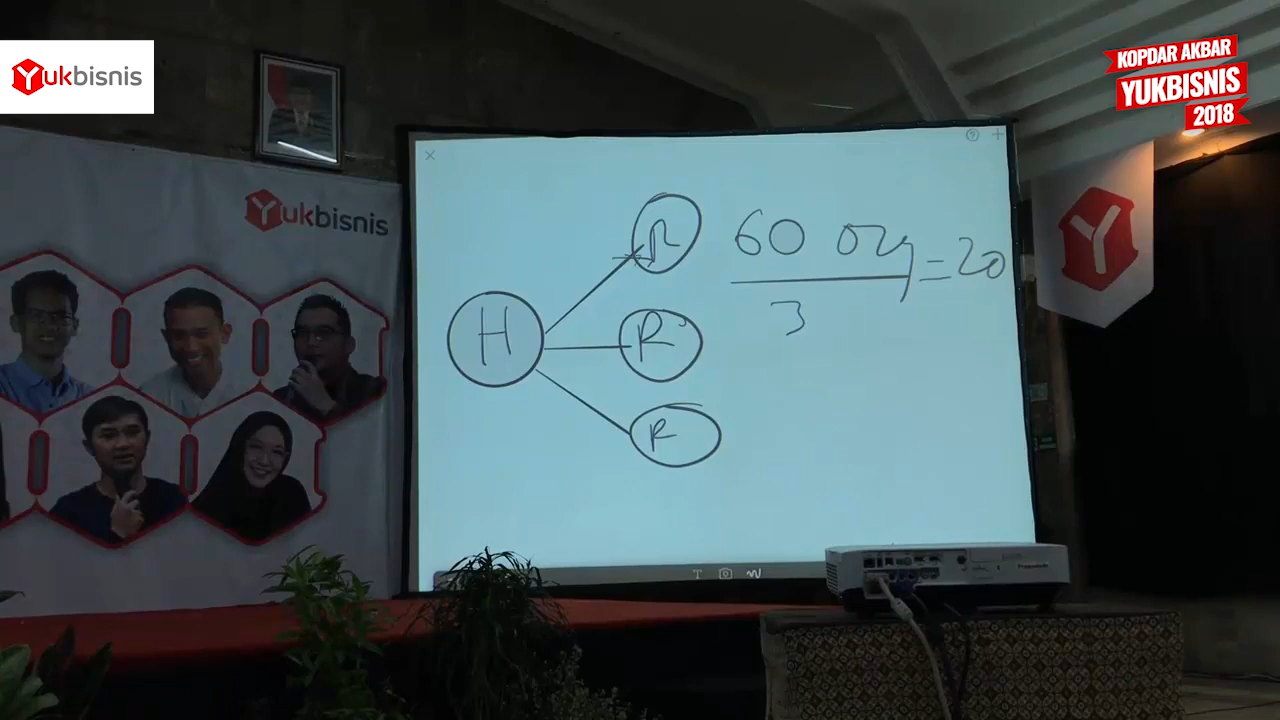 Yukbisnis
KOPDAR AKBAR
YUKBISNIS
2018
Yukbisnis
R
60 org = 20
3
H
R
R
T